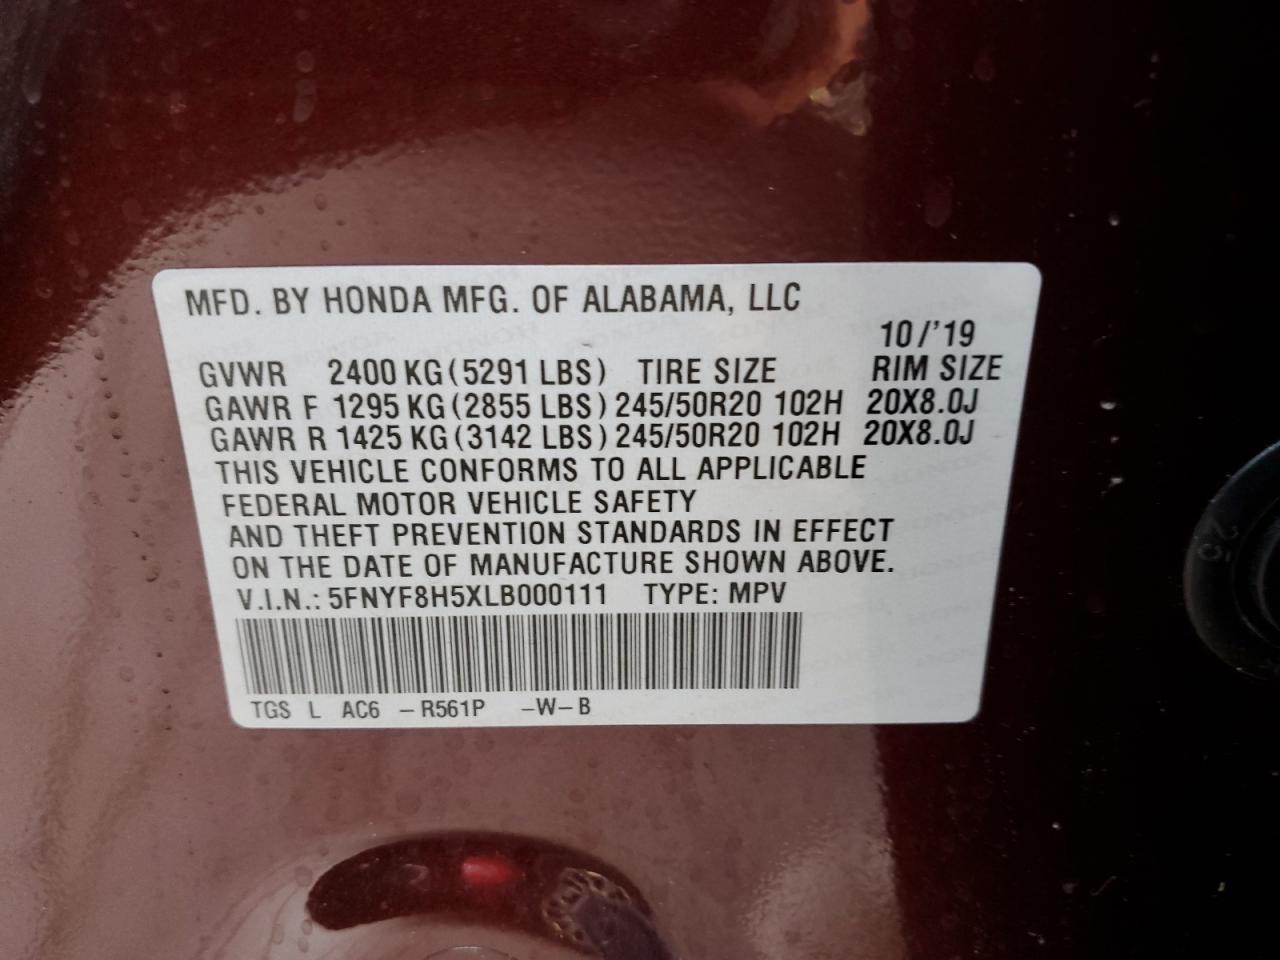 MFD. BY HONDA MFG. OF ALABAMA, LLC
10/'19
GVWR 2400 KG (5291 LBS) TIRE SIZE RIM SIZE
GAWR F 1295 KG (2855 LBS) 245/50R20 102H 20X8.0J
GAWR R 1425 KG (3142 LBS) 245/50R20 102H 20X8.0J
THIS VEHICLE CONFORMS TO ALL APPLICABLE
FEDERAL MOTOR VEHICLE SAFETY
AND THEFT PREVENTION STANDARDS IN EFFECT
ON THE DATE OF MANUFACTURE SHOWN ABOVE.
V.I.N.: 5FNYF8H5XLB000111 TYPE: MPV
TGS L AC6 – R561P –W– B
25